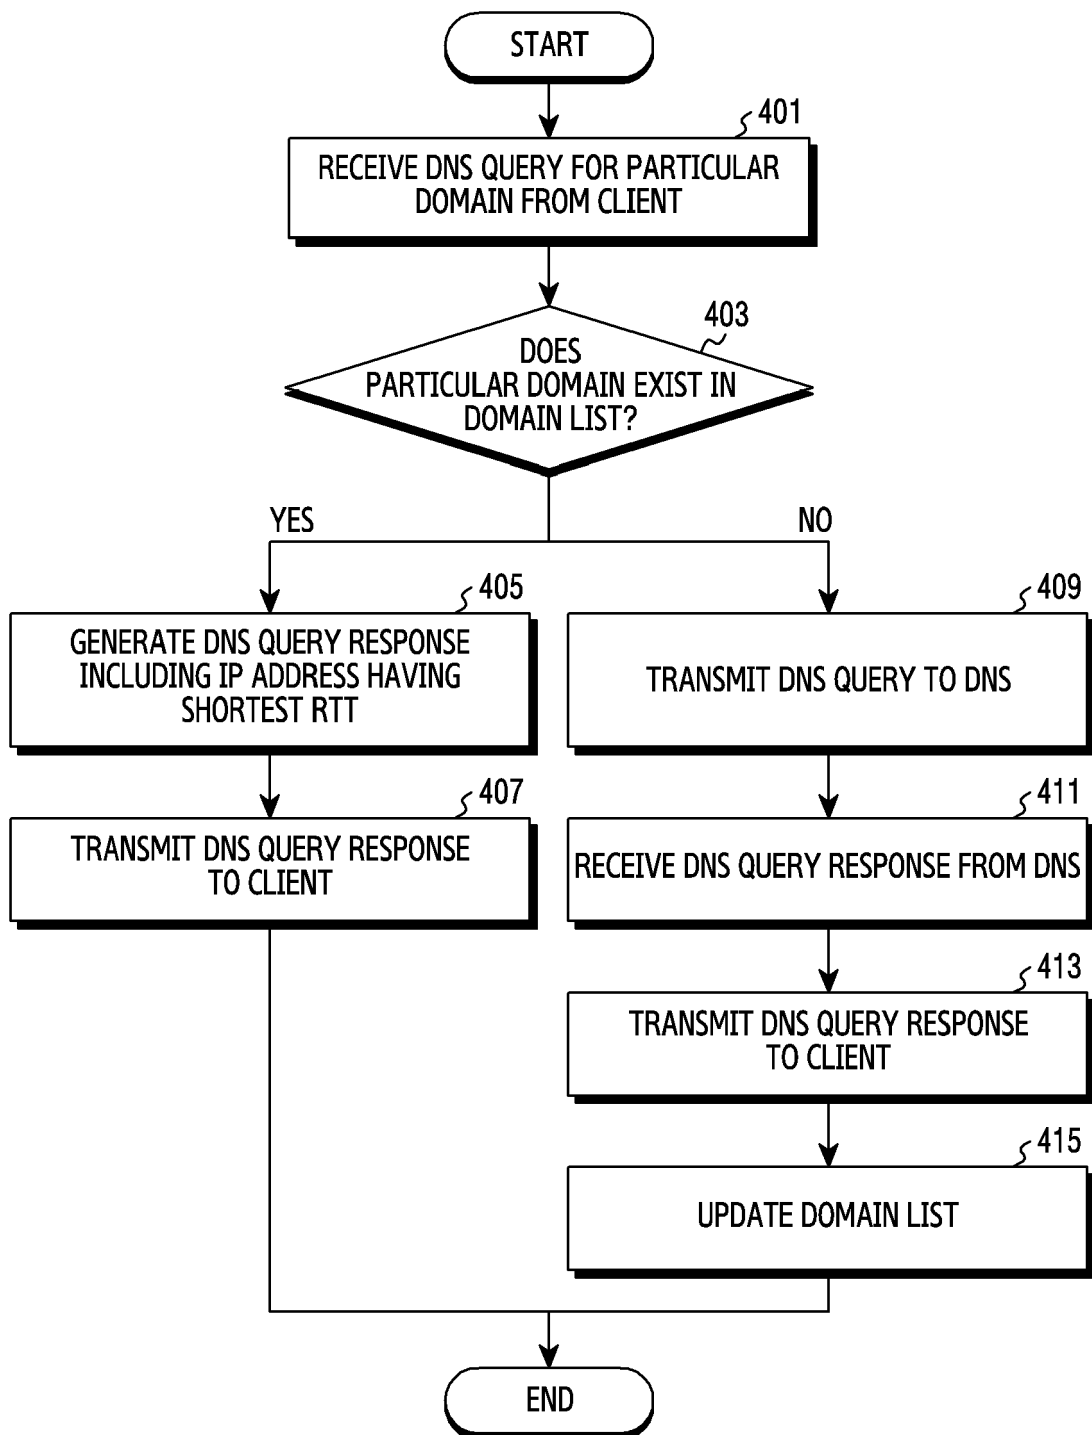 START
401
RECEIVE DNS QUERY FOR PARTICULAR
DOMAIN FROM CLIENT
403
DOES
PARTICULAR DOMAIN EXIST IN
DOMAIN LIST?
YES
NO
405
GENERATE DNS QUERY RESPONSE
INCLUDING IP ADDRESS HAVING
SHORTEST RTT
407
TRANSMIT DNS QUERY RESPONSE
TO CLIENT
409
TRANSMIT DNS QUERY TO DNS
411
RECEIVE DNS QUERY RESPONSE FROM DNS
413
TRANSMIT DNS QUERY RESPONSE
TO CLIENT
415
UPDATE DOMAIN LIST
END